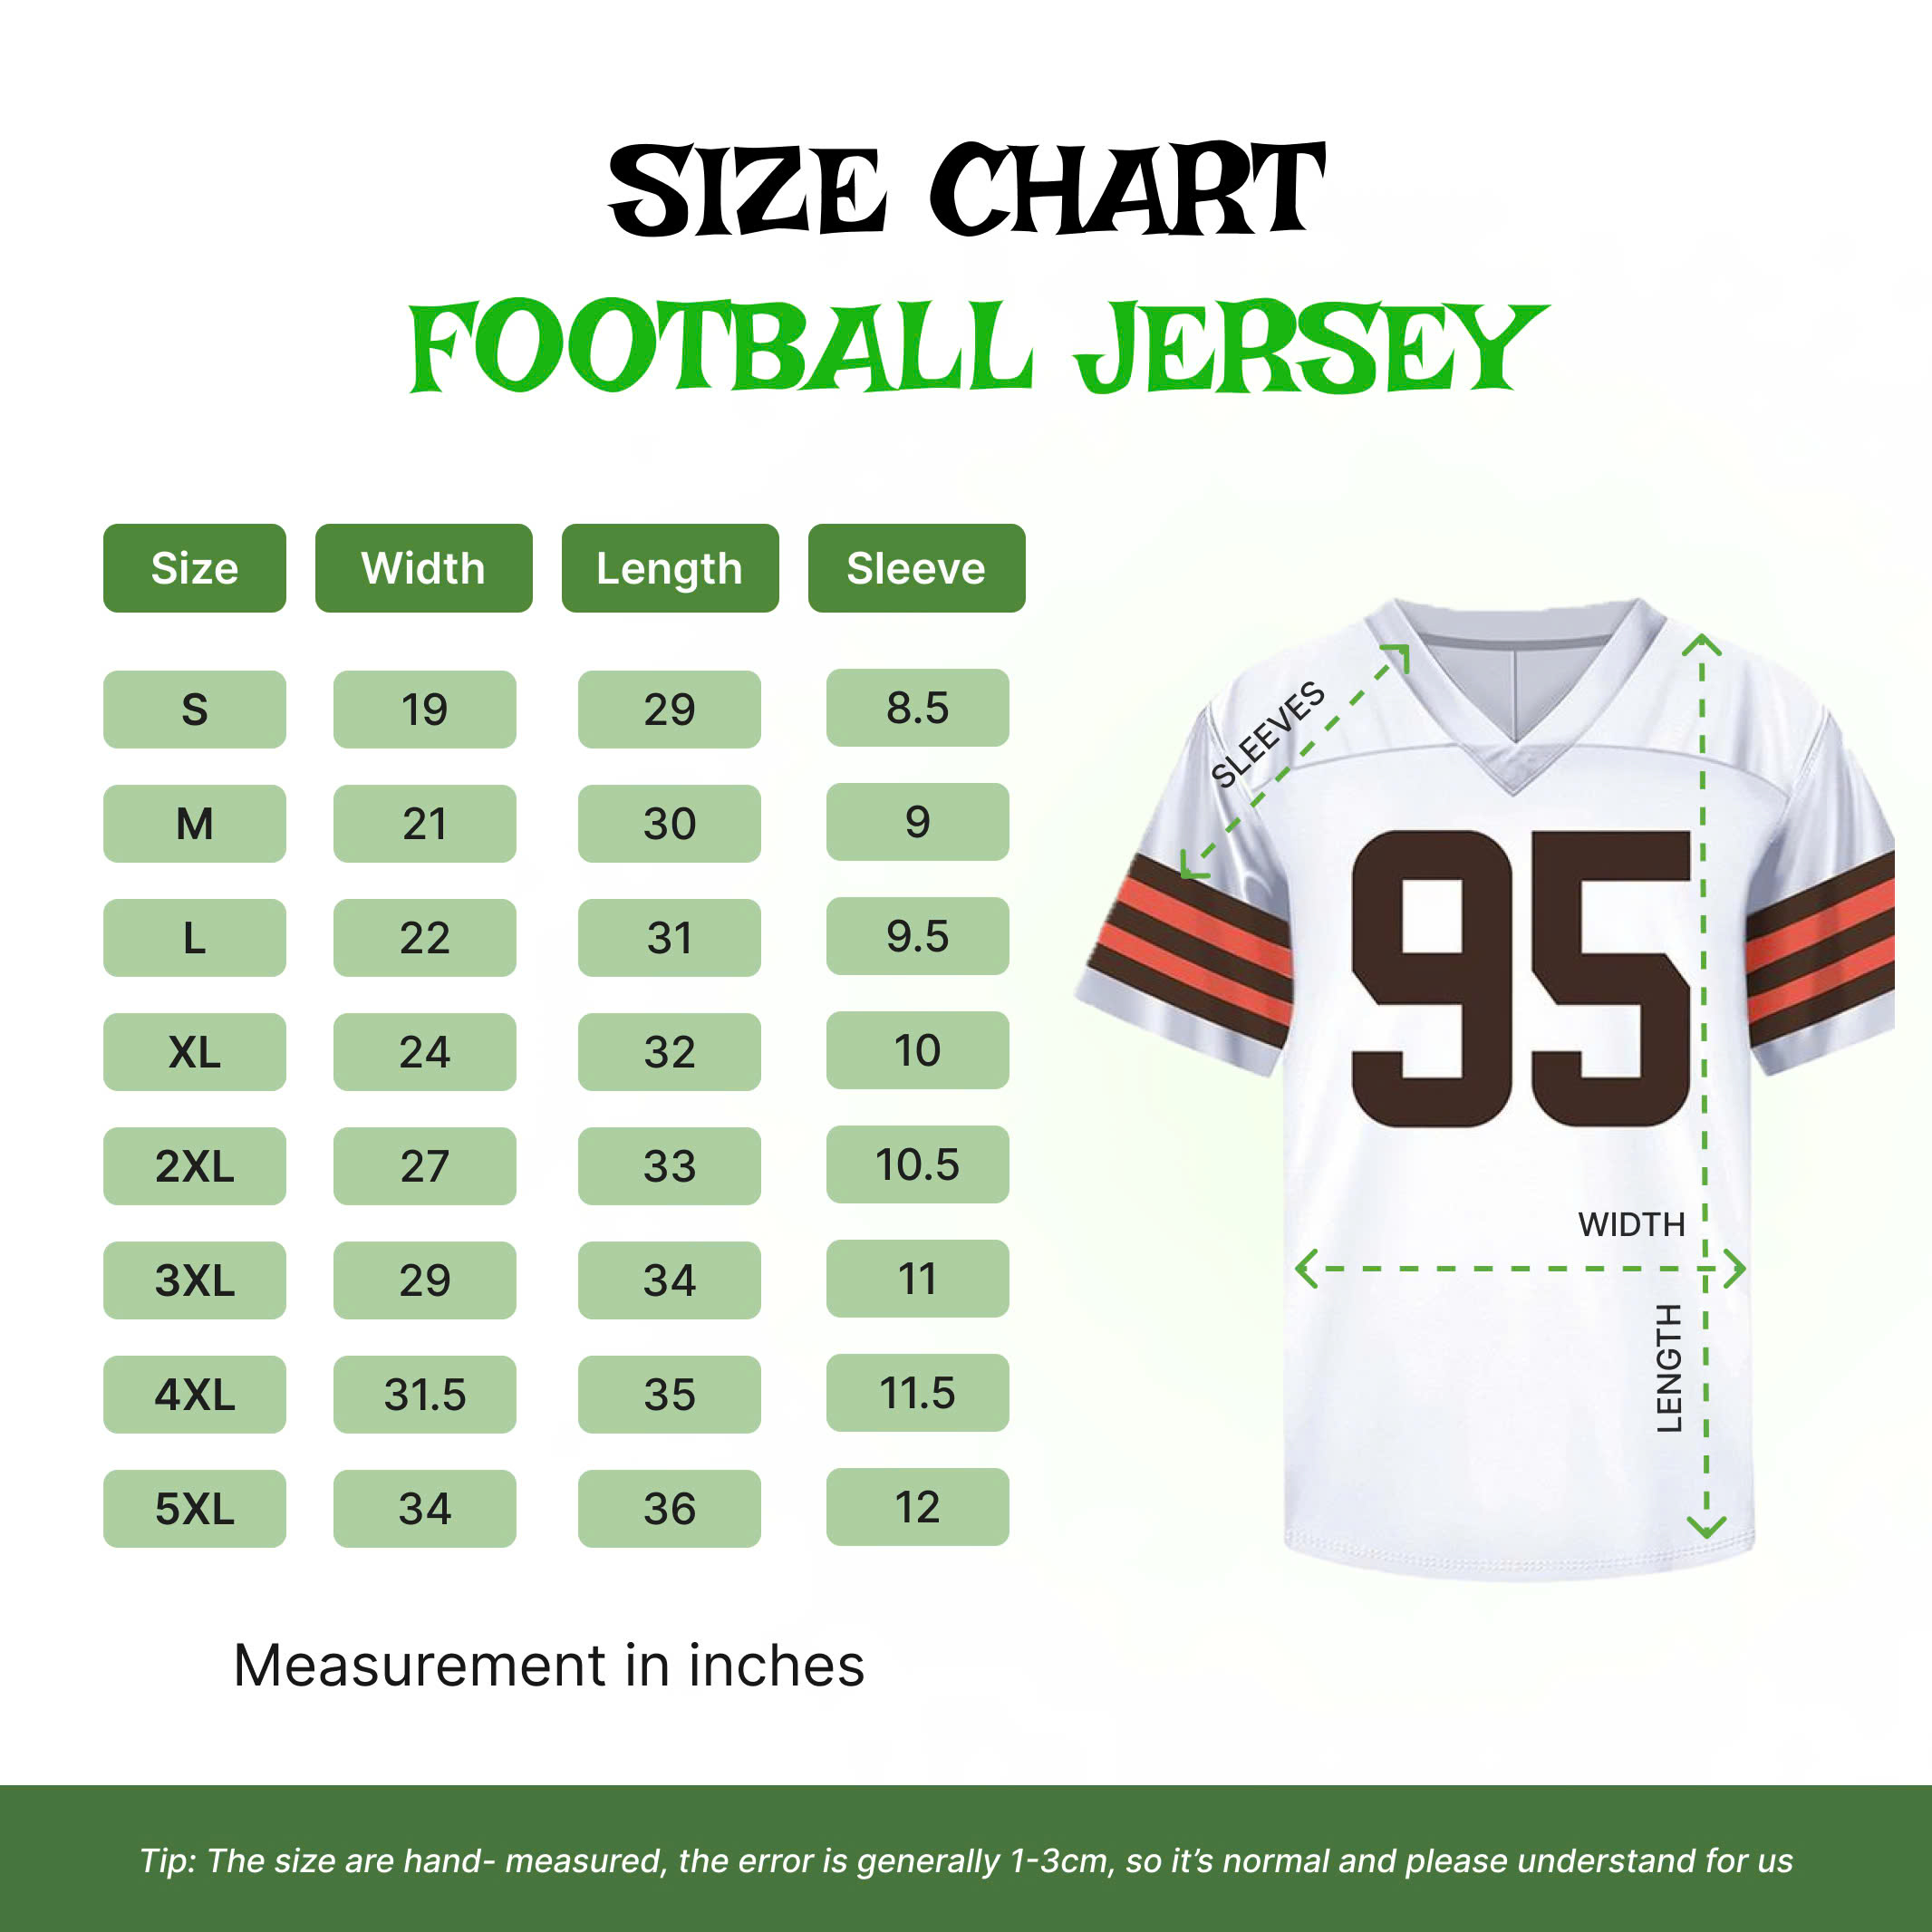 SIZE CHART
FOOTBALL JERSEY
Size Width Length Sleeve
S 19 29 8.5
M 21 30 9
L 22 31 9.5
XL 24 32 10
2XL 27 33 10.5
3XL 29 34 11
4XL 31.5 35 11.5
5XL 34 36 12
Measurement in inches
SLEEVES
95
WIDTH
LENGTH
Tip: The size are hand- measured, the error is generally 1-3cm, so it’s normal and please understand for us